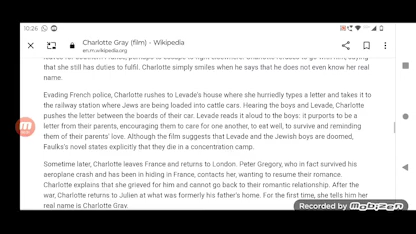 10:26
Charlotte Gray (film) - Wikipedia
en.m.wikipedia.org
that she still has duties to fulfil. Charlotte simply smiles when he says that he does not even know her real
name.
Evading French police, Charlotte rushes to Levade's house where she hurriedly types a letter and takes it to
the railway station where Jews are being loaded into cattle cars. Hearing the boys and Levade, Charlotte
pushes the letter between the boards of their car. Levade reads it aloud to the boys: it purports to be a
letter from their parents, encouraging them to care for one another, to eat well, to survive and reminding
them of their parents' love. Although the film suggests that Levade and the Jewish boys are doomed,
Faulks's novel states explicitly that they die in a concentration camp.
Sometime later, Charlotte leaves France and returns to London. Peter Gregory, who in fact survived his
aeroplane crash and has been in hiding in France, contacts her, wanting to resume their romance.
Charlotte explains that she grieved for him and cannot go back to their romantic relationship. After the
war, Charlotte returns to Julien at what was formerly his father's home. For the first time, she tells him her
real name is Charlotte Gray.
Recorded by Mobizen